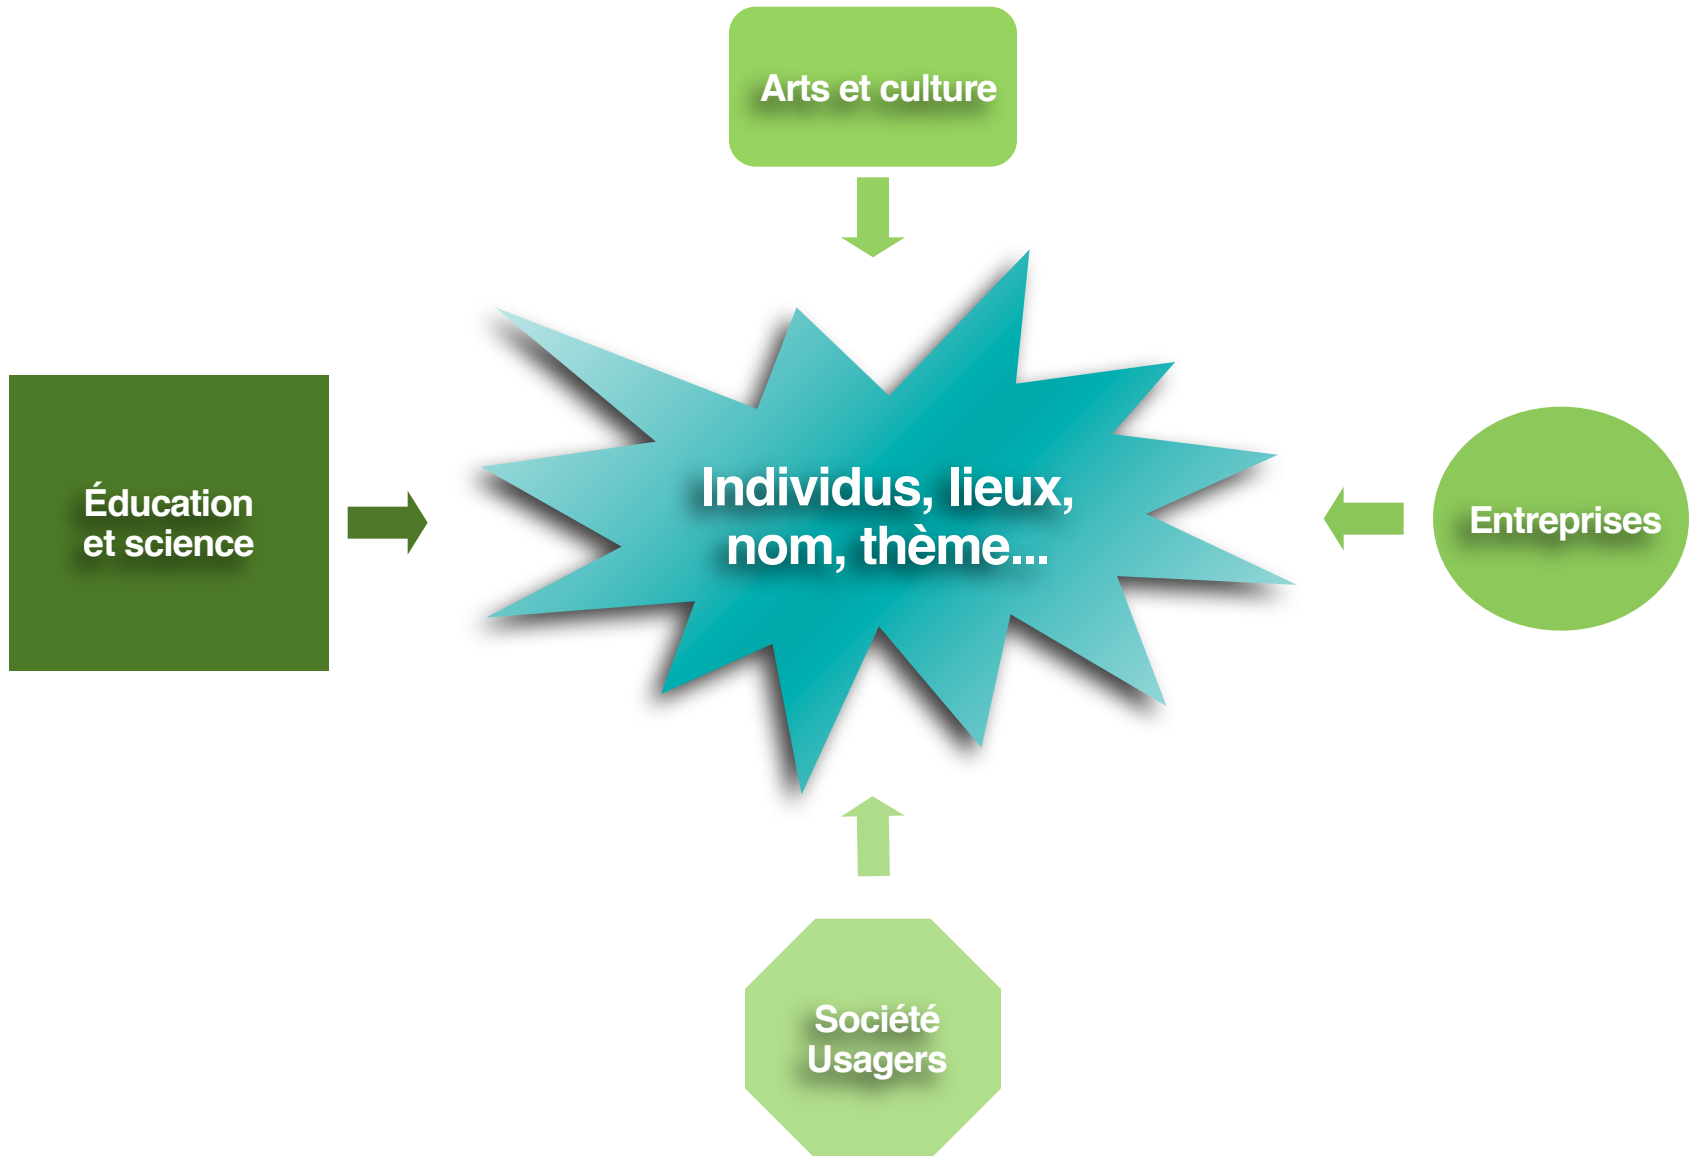 Arts et culture
Éducation
et science
Individus, lieux,
nom, thème...
Entreprises
Société
Usagers